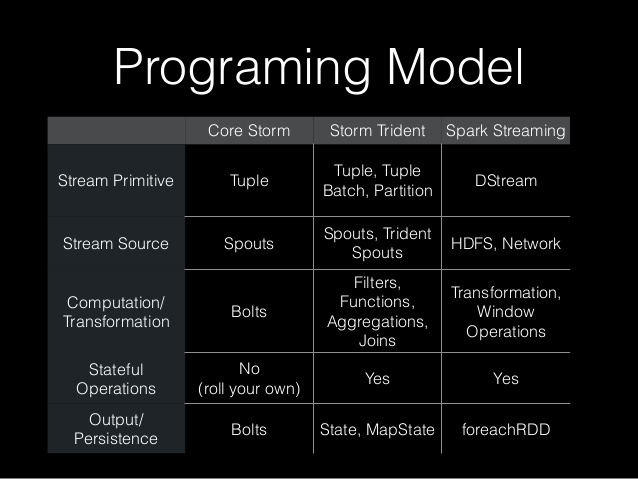 Programing Model
Core Storm Storm Trident Spark Streaming
Stream Primitive Tuple Tuple, Tuple
Batch, Partition DStream
Stream Source Spouts Spouts, Trident
Spouts HDFS, Network
Computation/
Transformation Bolts Filters,
Functions,
Aggregations,
Joins Transformation,
Window
Operations
Stateful
Operations No
(roll your own) Yes Yes
Output/
Persistence Bolts State, MapState foreachRDD